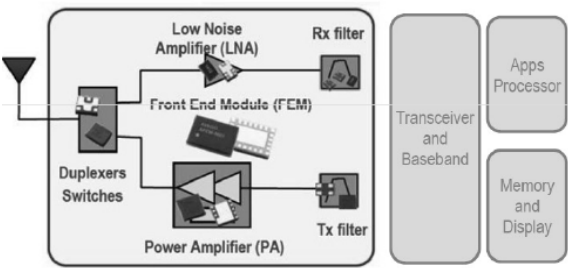 Low Noise
Amplifier (LNA)
Rx filter
Front End Module (FEM)
Duplexers
Switches
Power Amplifier (PA)
Tx filter
Transceiver
and
Baseband
Apps
Processor
Memory
and
Display